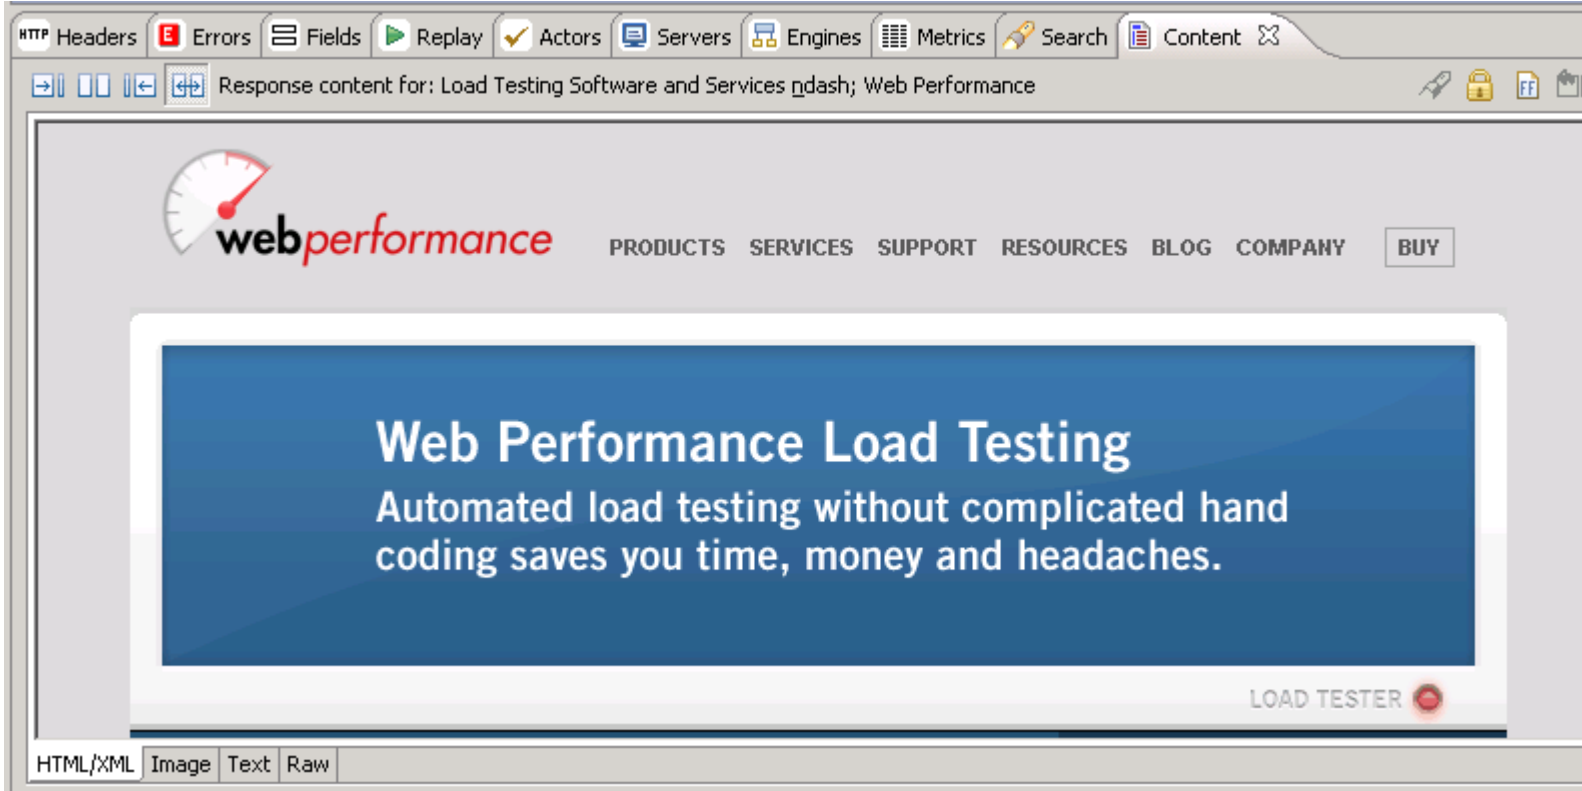 HTTP Headers E Errors Fields Replay Actors Servers Engines Metrics Search Content
Response content for: Load Testing Software and Services ndash; Web Performance FF
webperformance PRODUCTS SERVICES SUPPORT RESOURCES BLOG COMPANY BUY
Web Performance Load Testing
Automated load testing without complicated hand
coding saves you time, money and headaches.
LOAD TESTER
HTML/XML Image Text Raw